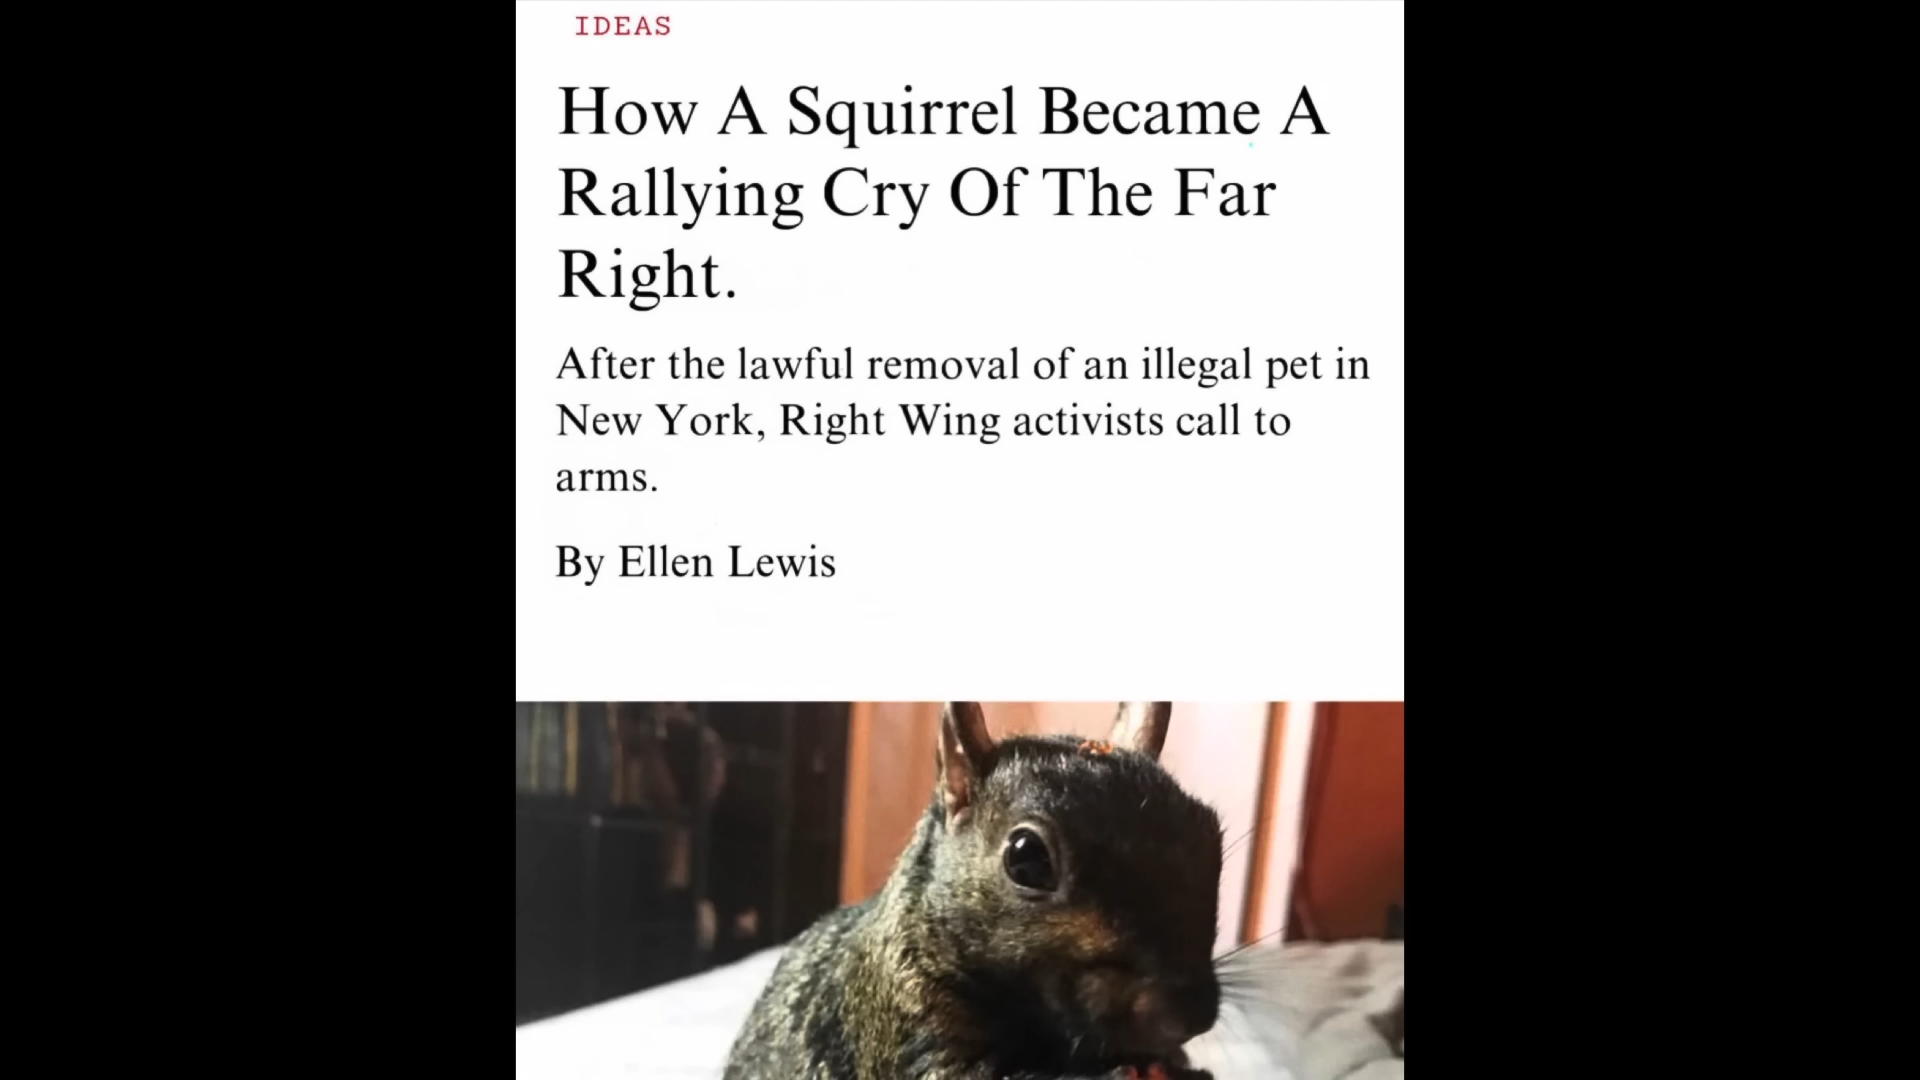 IDEAS
How A Squirrel Became A
Rallying Cry Of The Far
Right.
After the lawful removal of an illegal pet in
New York, Right Wing activists call to
arms.
By Ellen Lewis